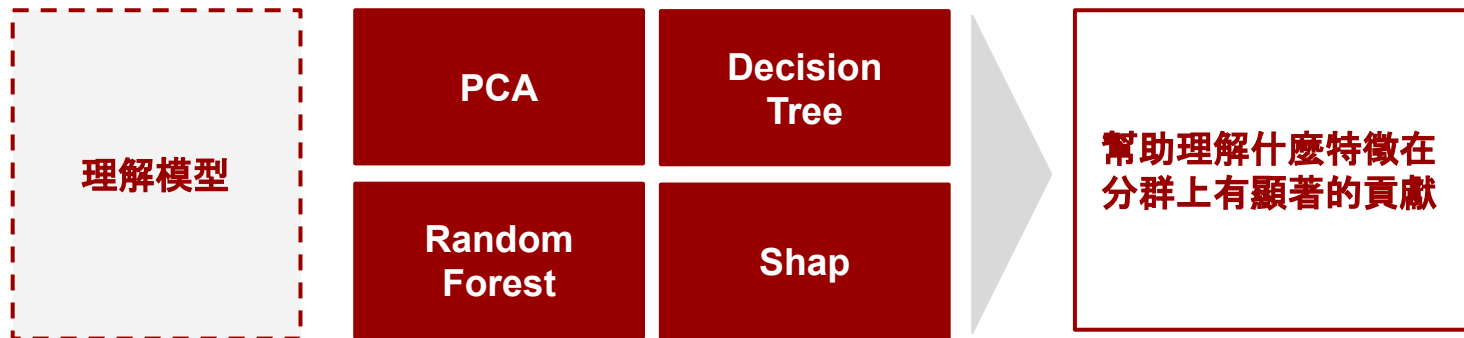 理解模型
PCA
Decision
Tree
Random
Forest
Shap
幫助理解什麼特徵在
分群上有顯著的貢獻